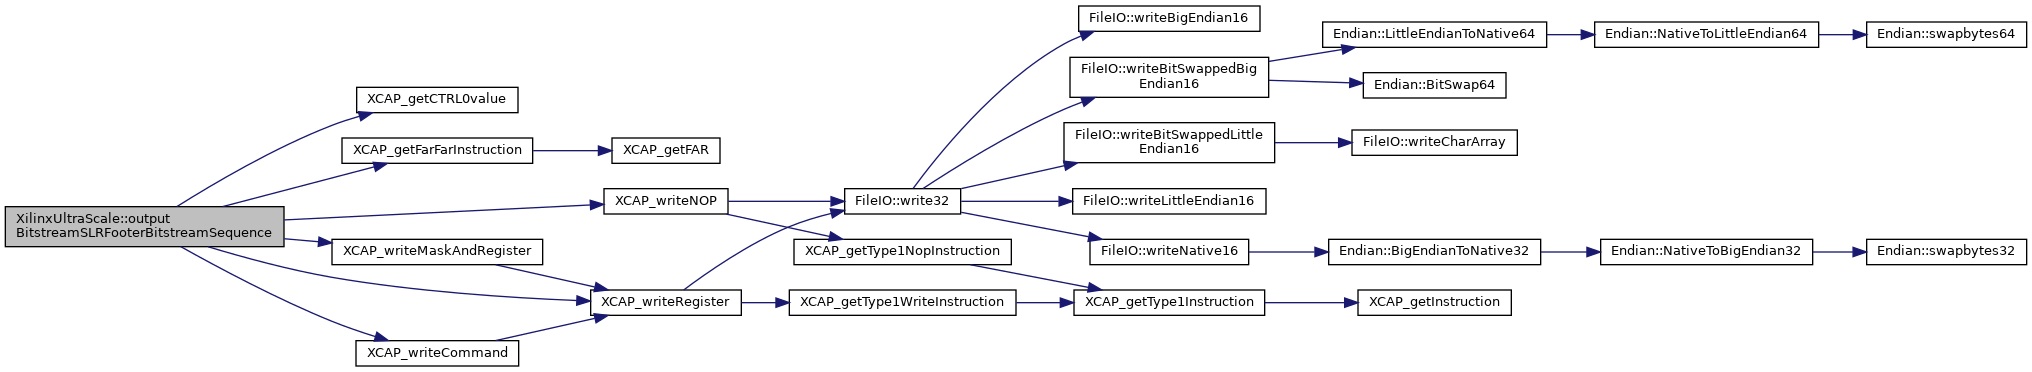 XilinxUltraScale::output
BitstreamSLRFooterBitstreamSequence
XCAP_getCTRL0value
XCAP_getFarFarInstruction
XCAP_getFAR
XCAP_writeNOP
XCAP_writeMaskAndRegister
XCAP_writeRegister
XCAP_writeCommand
FileIO::write32
XCAP_getType1NopInstruction
XCAP_getType1WriteInstruction
FileIO::writeBigEndian16
FileIO::writeBitSwappedBig
Endian16
FileIO::writeBitSwappedLittle
Endian16
FileIO::writeLittleEndian16
FileIO::writeNative16
XCAP_getType1Instruction
Endian::LittleEndianToNative64
Endian::BitSwap64
FileIO::writeCharArray
Endian::BigEndianToNative32
XCAP_getInstruction
Endian::NativeToLittleEndian64
Endian::NativeToBigEndian32
Endian::swapbytes64
Endian::swapbytes32